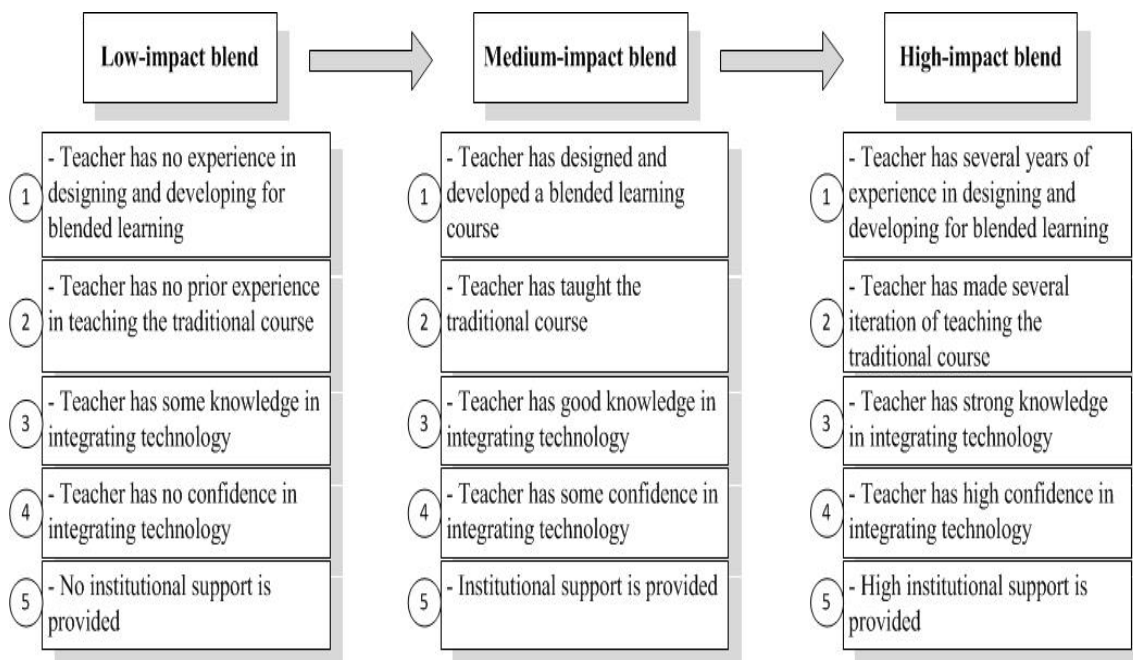 Low-impact blend
Medium-impact blend
High-impact blend
1
- Teacher has no experience in
designing and developing for
blended learning
2
- Teacher has no prior experience
in teaching the traditional course
3
- Teacher has some knowledge in
integrating technology
4
- Teacher has no confidence in
integrating technology
5
- No institutional support is
provided
1
- Teacher has designed and
developed a blended learning
course
2
- Teacher has taught the
traditional course
3
- Teacher has good knowledge in
integrating technology
4
- Teacher has some confidence in
integrating technology
5
- Institutional support is provided
1
- Teacher has several years of
experience in designing and
developing for blended learning
2
- Teacher has made several
iteration of teaching the
traditional course
3
- Teacher has strong knowledge
in integrating technology
4
- Teacher has high confidence in
integrating technology
5
- High institutional support is
provided